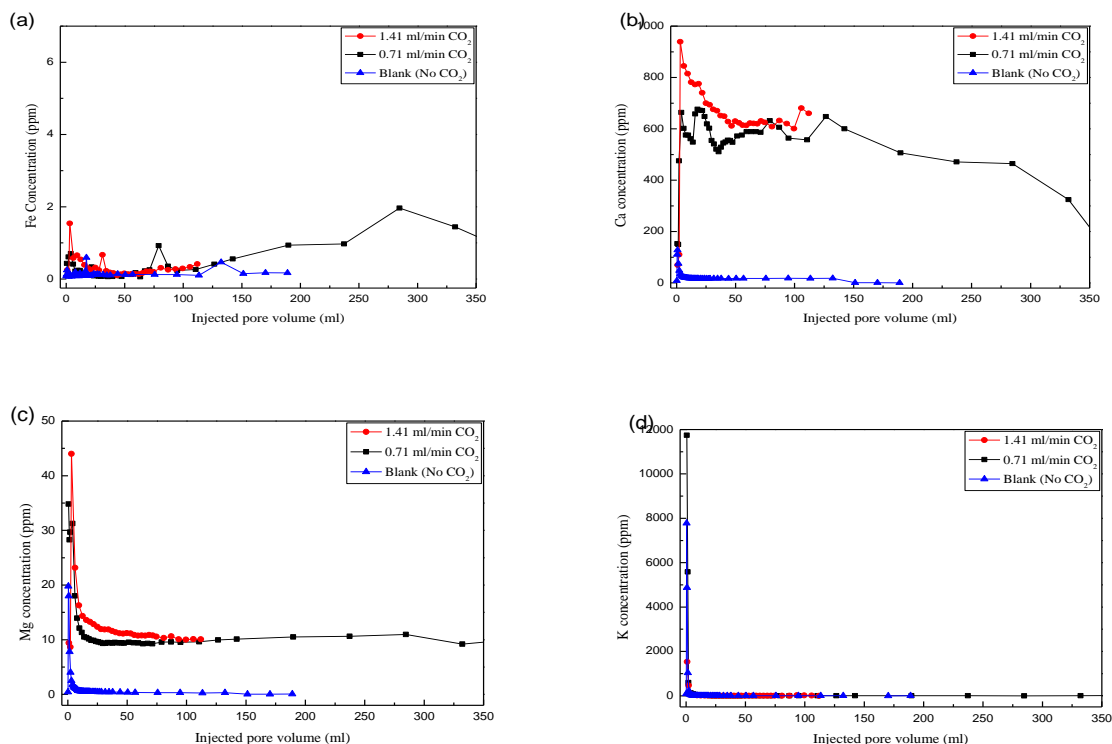 (a)
1.41 ml/min CO2
0.71 ml/min CO2
Blank (No CO2)
Fe Concentration (ppm)
6
4
2
0
0 50 100 150 200 250 300 350
Injected pore volume (ml)
(b)
1.41 ml/min CO2
0.71 ml/min CO2
Blank (No CO2)
Ca concentration (ppm)
1000
800
600
400
200
0
0 50 100 150 200 250 300 350
Injected pore volume (ml)
(c)
1.41 ml/min CO2
0.71 ml/min CO2
Blank (No CO2)
Mg concentration (ppm)
50
40
30
20
10
0
0 50 100 150 200 250 300 350
Injected pore volume (ml)
(d)
1.41 ml/min CO2
0.71 ml/min CO2
Blank (No CO2)
K concentration (ppm)
12000
10000
8000
6000
4000
2000
0
0 50 100 150 200 250 300 350
Injected pore volume (ml)